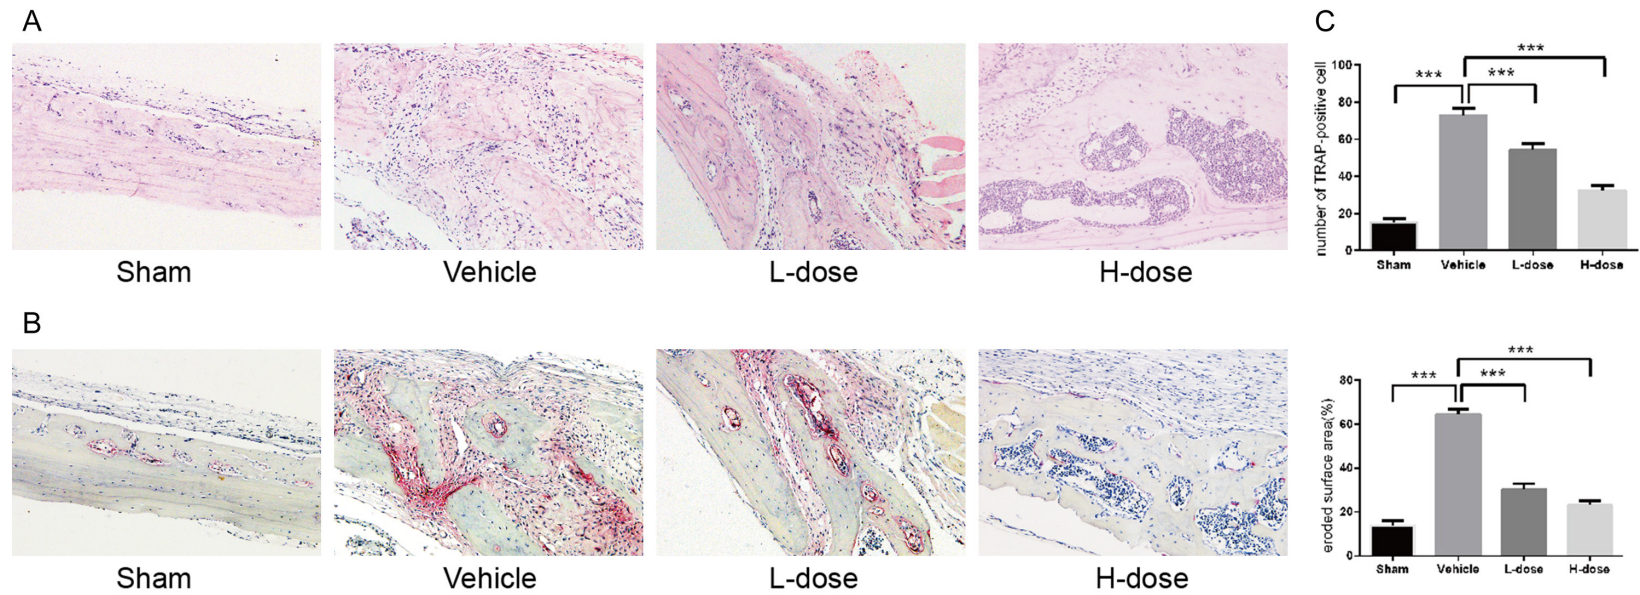 A
C
Sham
Vehicle
L-dose
H-dose
number of TRAP-positive cell
100
80
60
40
20
0
***
***
***
Sham
Vehicle
L-dose
H-dose
B
Sham
Vehicle
L-dose
H-dose
eroded surface area(%)
80
60
40
20
0
***
***
***
Sham
Vehicle
L-dose
H-dose